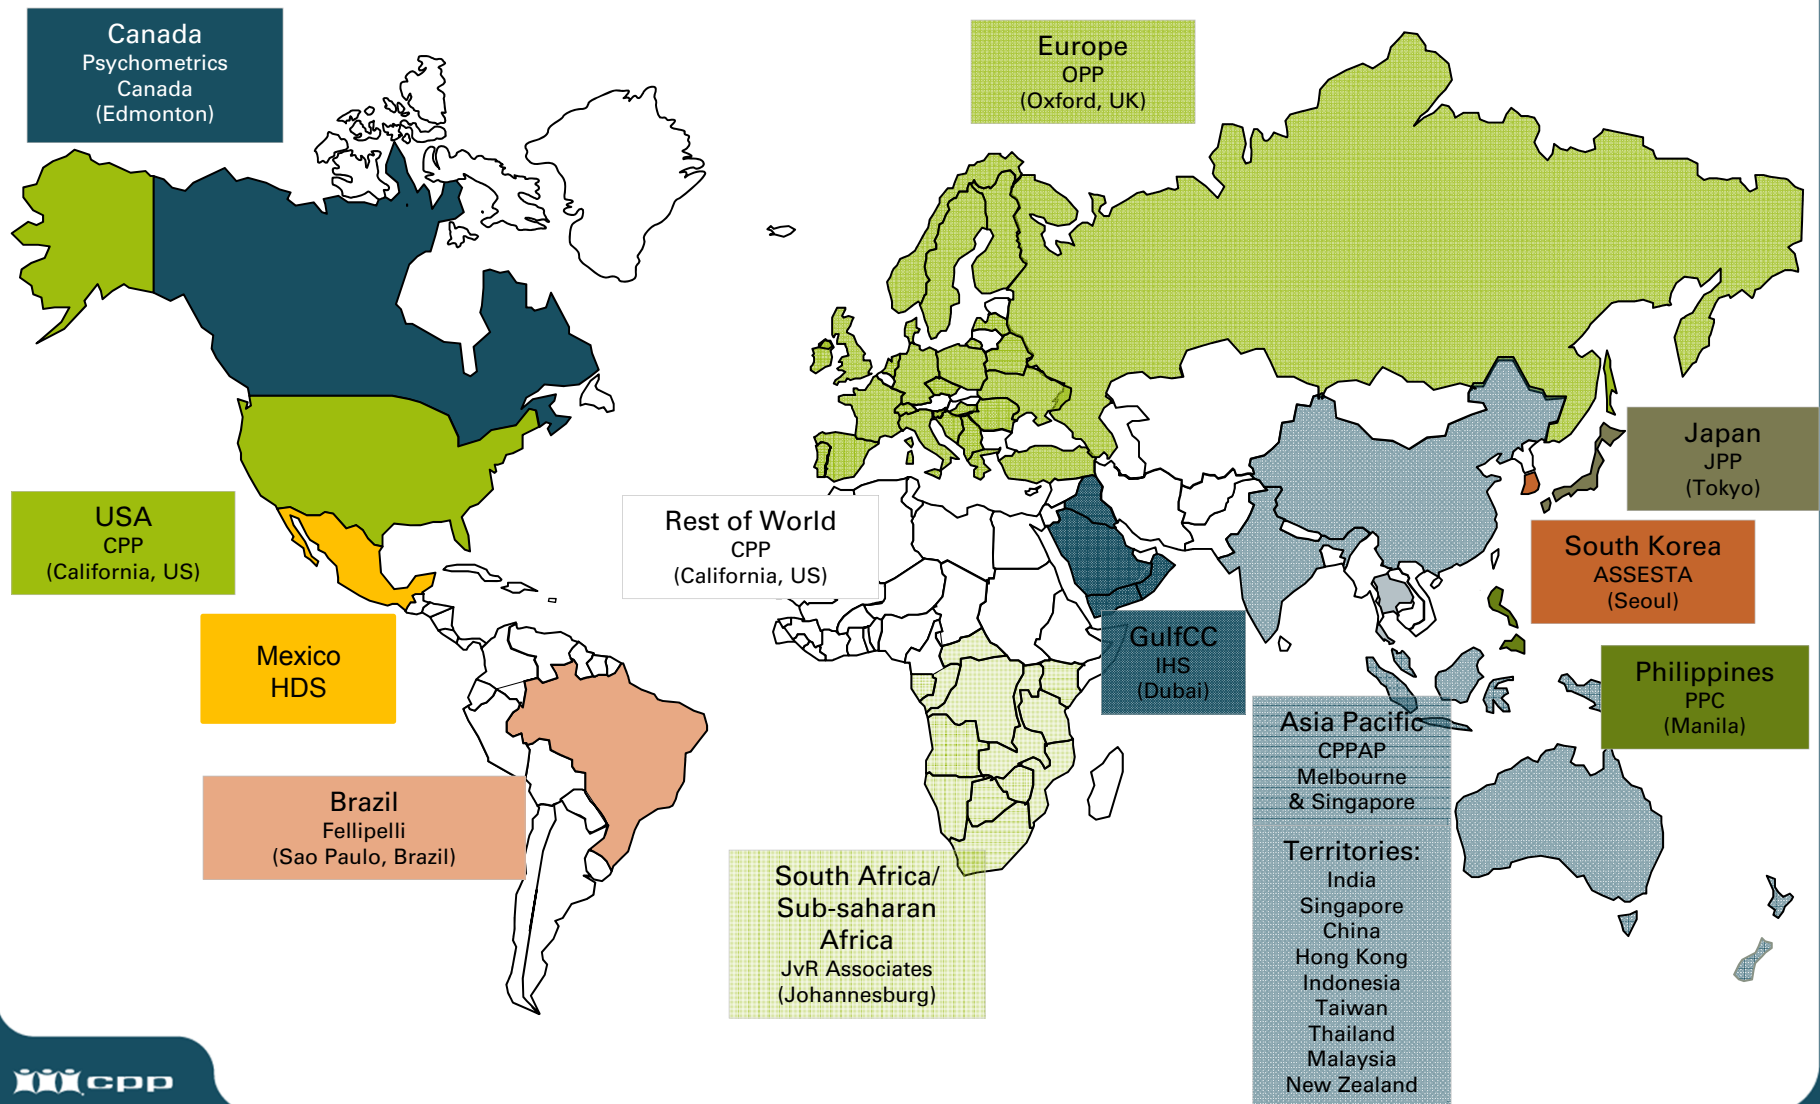 Canada
Psychometrics
Canada
(Edmonton)
Europe
OPP
(Oxford, UK)
Japan
JPP
(Tokyo)
USA
CPP
(California, US)
Rest of World
CPP
(California, US)
South Korea
ASSESTA
(Seoul)
Mexico
HDS
GulfCC
IHS
(Dubai)
Philippines
PPC
(Manila)
Asia Pacific
CPPAP
Melbourne
& Singapore
Territories:
India
Singapore
China
Hong Kong
Indonesia
Taiwan
Thailand
Malaysia
New Zealand
Brazil
Fellipelli
(Sao Paulo, Brazil)
South Africa/
Sub-saharan
Africa
JvR Associates
(Johannesburg)
cpp